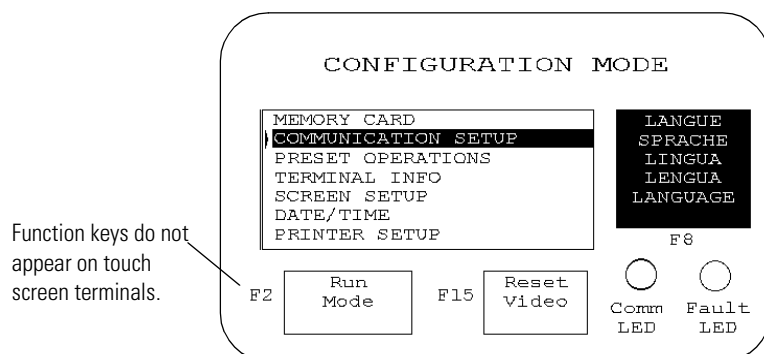 CONFIGURATION MODE
MEMORY CARD
COMMUNICATION SETUP
PRESET OPERATIONS
TERMINAL INFO
SCREEN SETUP
DATE/TIME
PRINTER SETUP
LANGUE
SPRACHE
LINGUA
LENGUA
LANGUAGE
F8
Function keys do not
appear on touch
screen terminals.
F2
Run
Mode
F15
Reset
Video
Comm
LED
Fault
LED